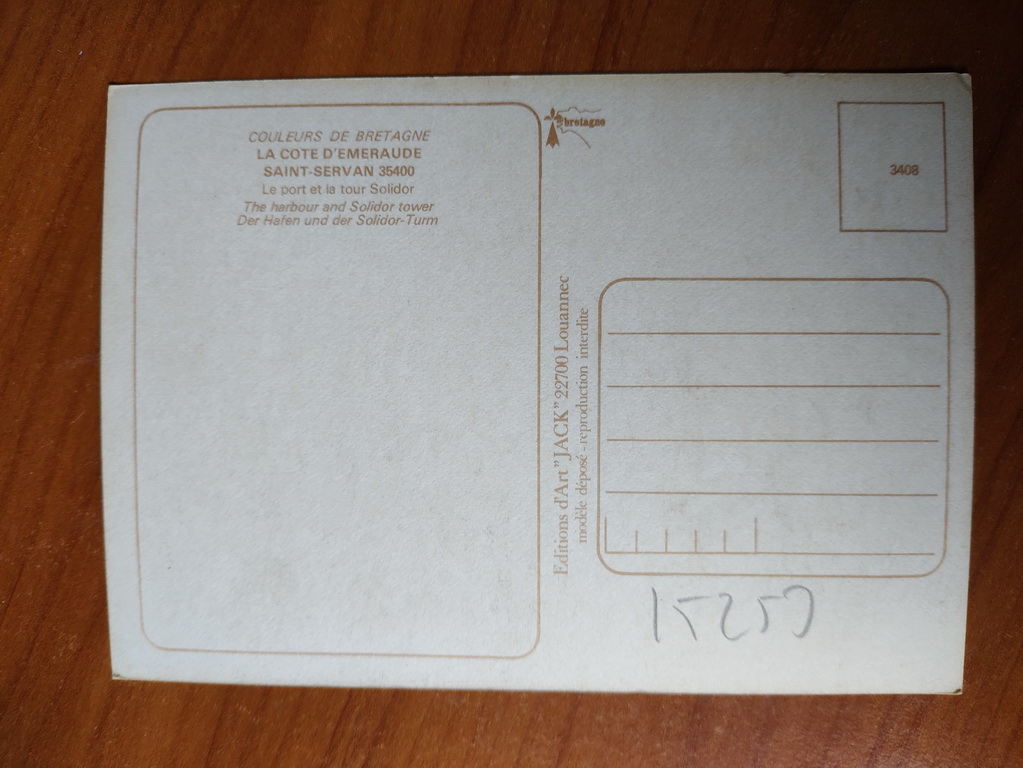 COULEURS DE BRETAGNE
LA COTE D'EMERAUDE
SAINT-SERVAN 35400
Le port et la tour Solidor
The harbour and Solidor tower
Der Hafen und der Solidor-Turm
bretagne
3408
Editions d'Art "JACK" 22700 Louannec
modèle déposé - reproduction interdite
15250